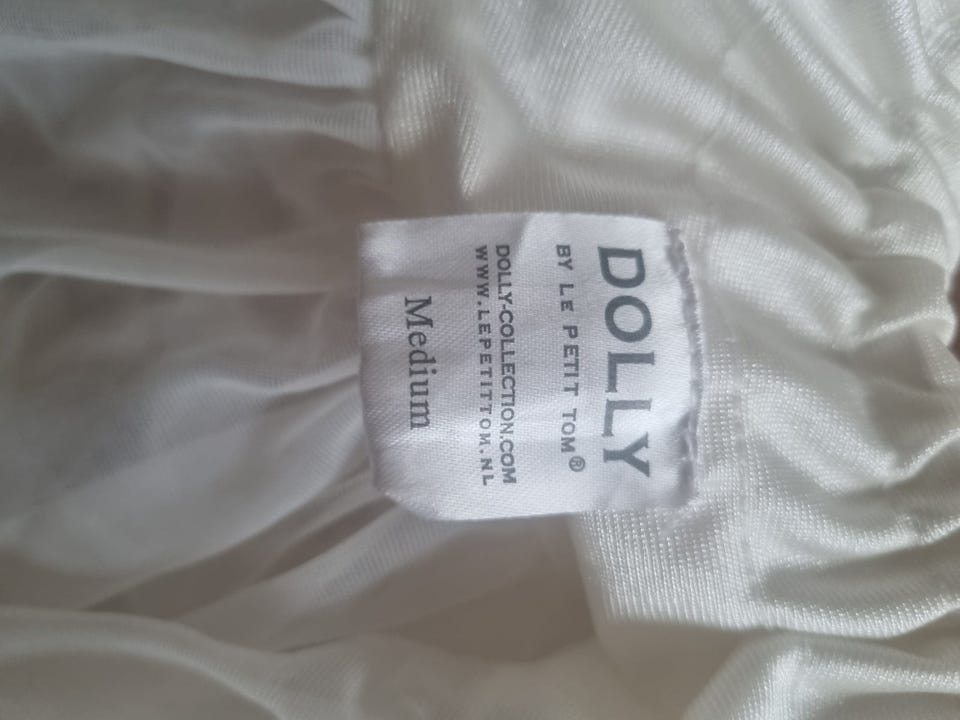 DOLLY
BY LE PETIT TOM®
DOLLY-COLLECTION.COM
WWW.LEPETITTOM.NL
Medium